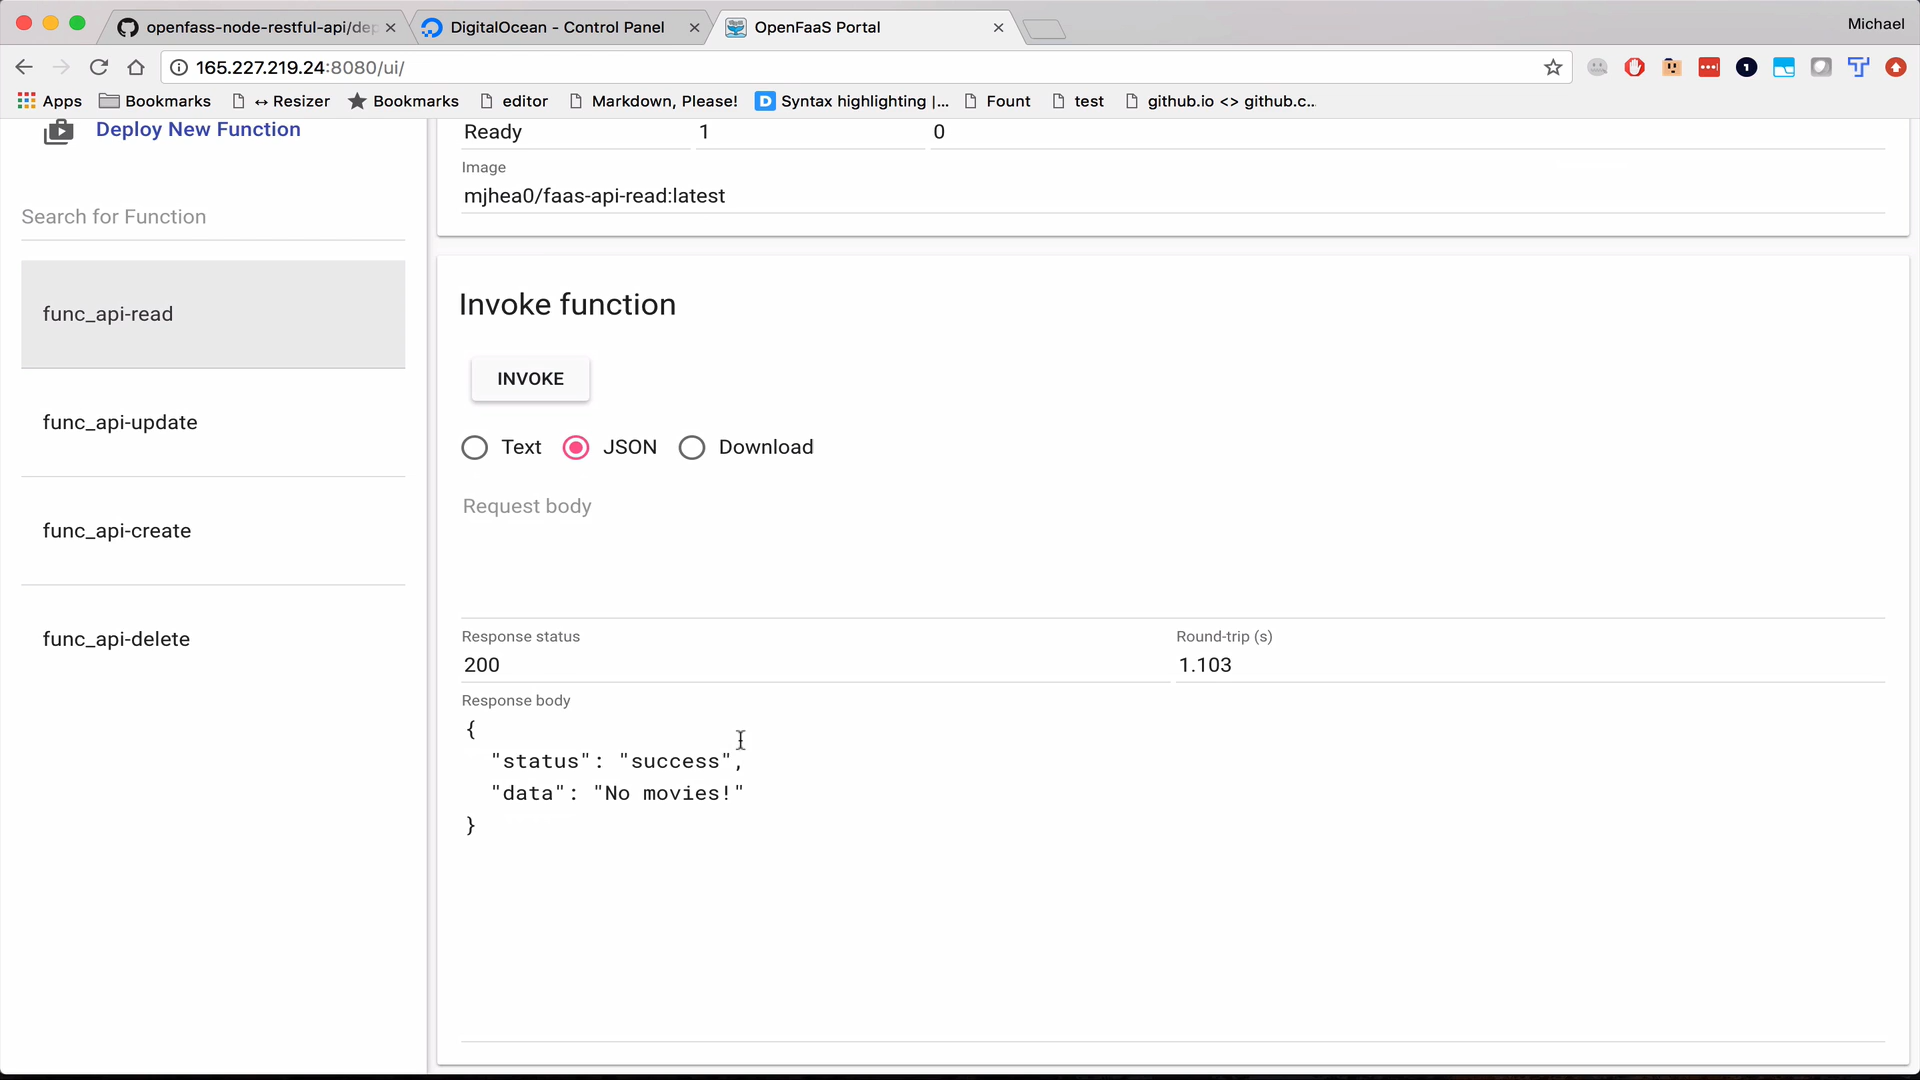 openfass-node-restful-api/dep
DigitalOcean - Control Panel
OpenFaaS Portal
Michael
165.227.219.24:8080/ui/
Apps
Bookmarks
↔ Resizer
Bookmarks
editor
Markdown, Please!
D
Syntax highlighting |...
Fount
test
github.io <> github.c...
Deploy New Function
Search for Function
func_api-read
func_api-update
func_api-create
func_api-delete
Ready
1
0
Image
mjhea0/faas-api-read:latest
Invoke function
INVOKE
Text
JSON
Download
Request body
Response status
200
Round-trip (s)
1.103
Response body
{
"status": "success",
"data": "No movies!"
}